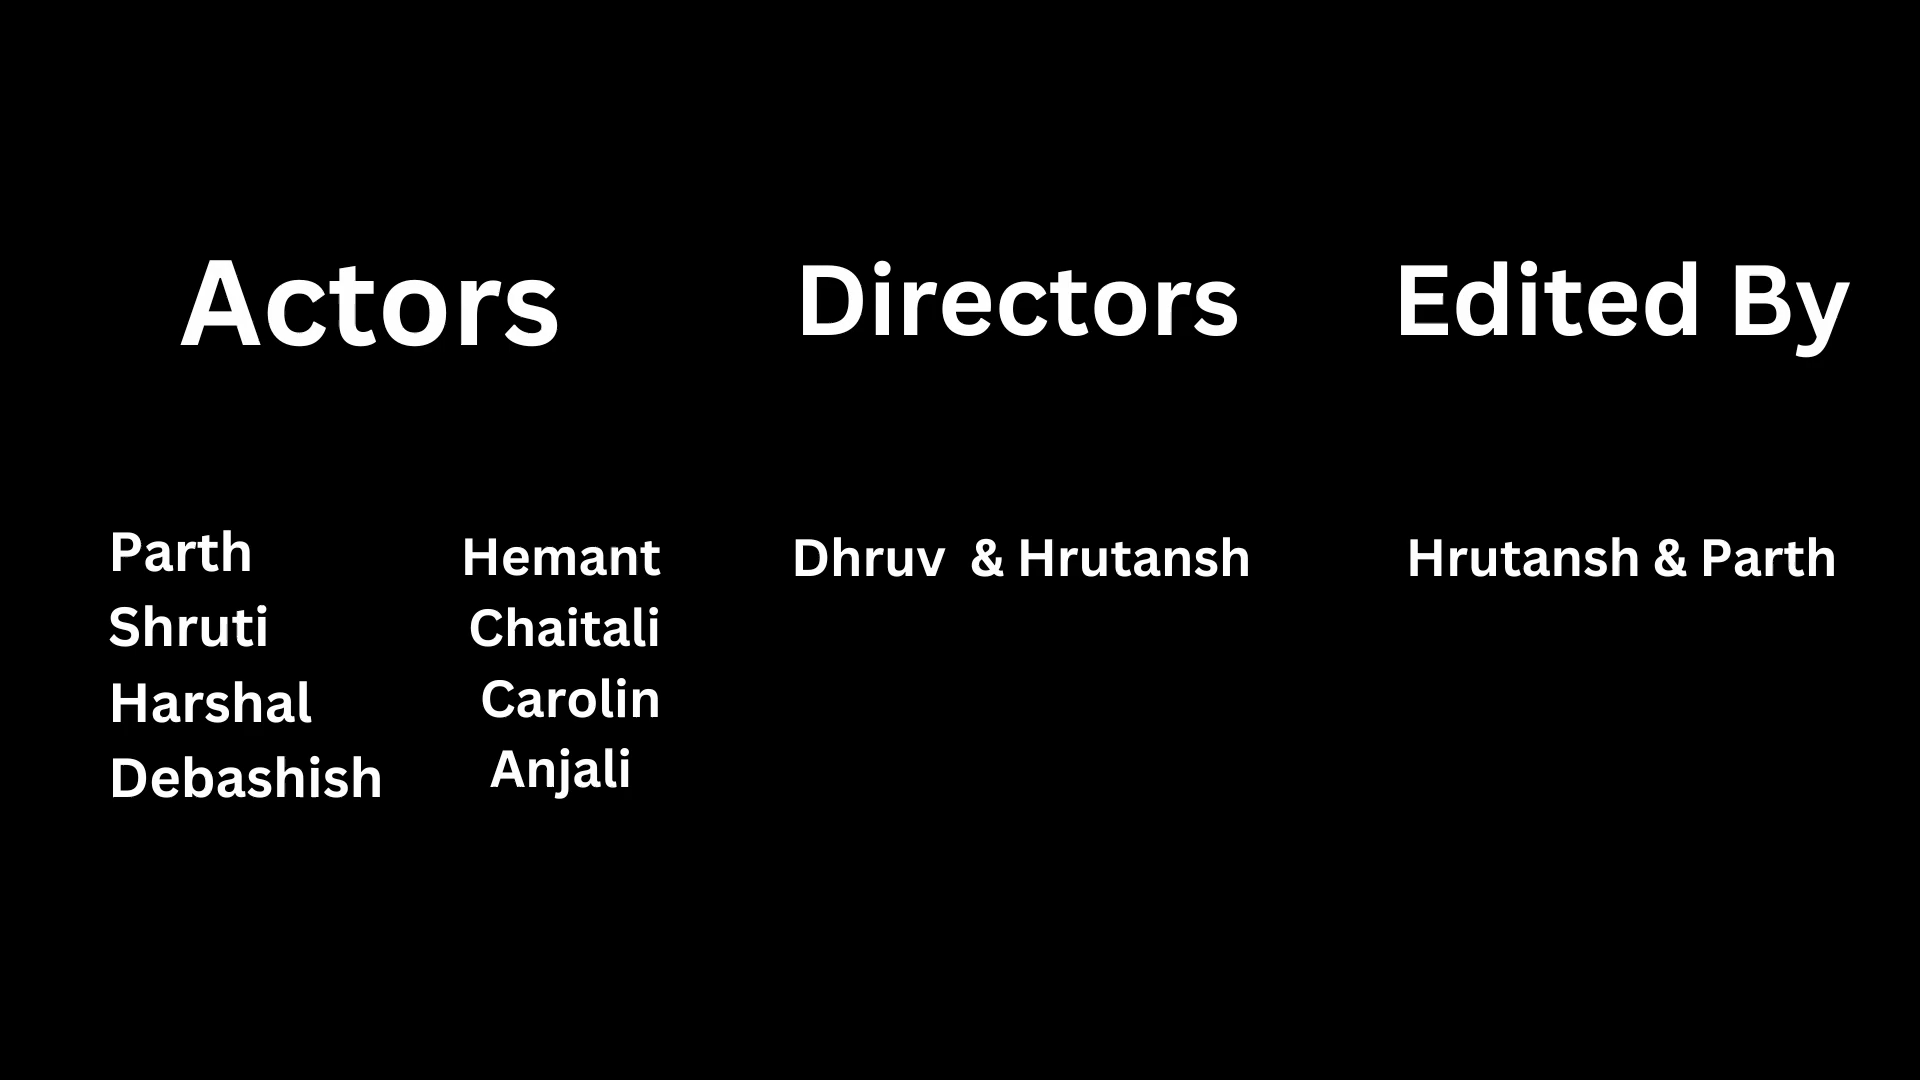 Actors
Parth
Shruti
Harshal
Debashish
Hemant
Chaitali
Carolin
Anjali
Directors
Dhruv & Hrutansh
Edited By
Hrutansh & Parth